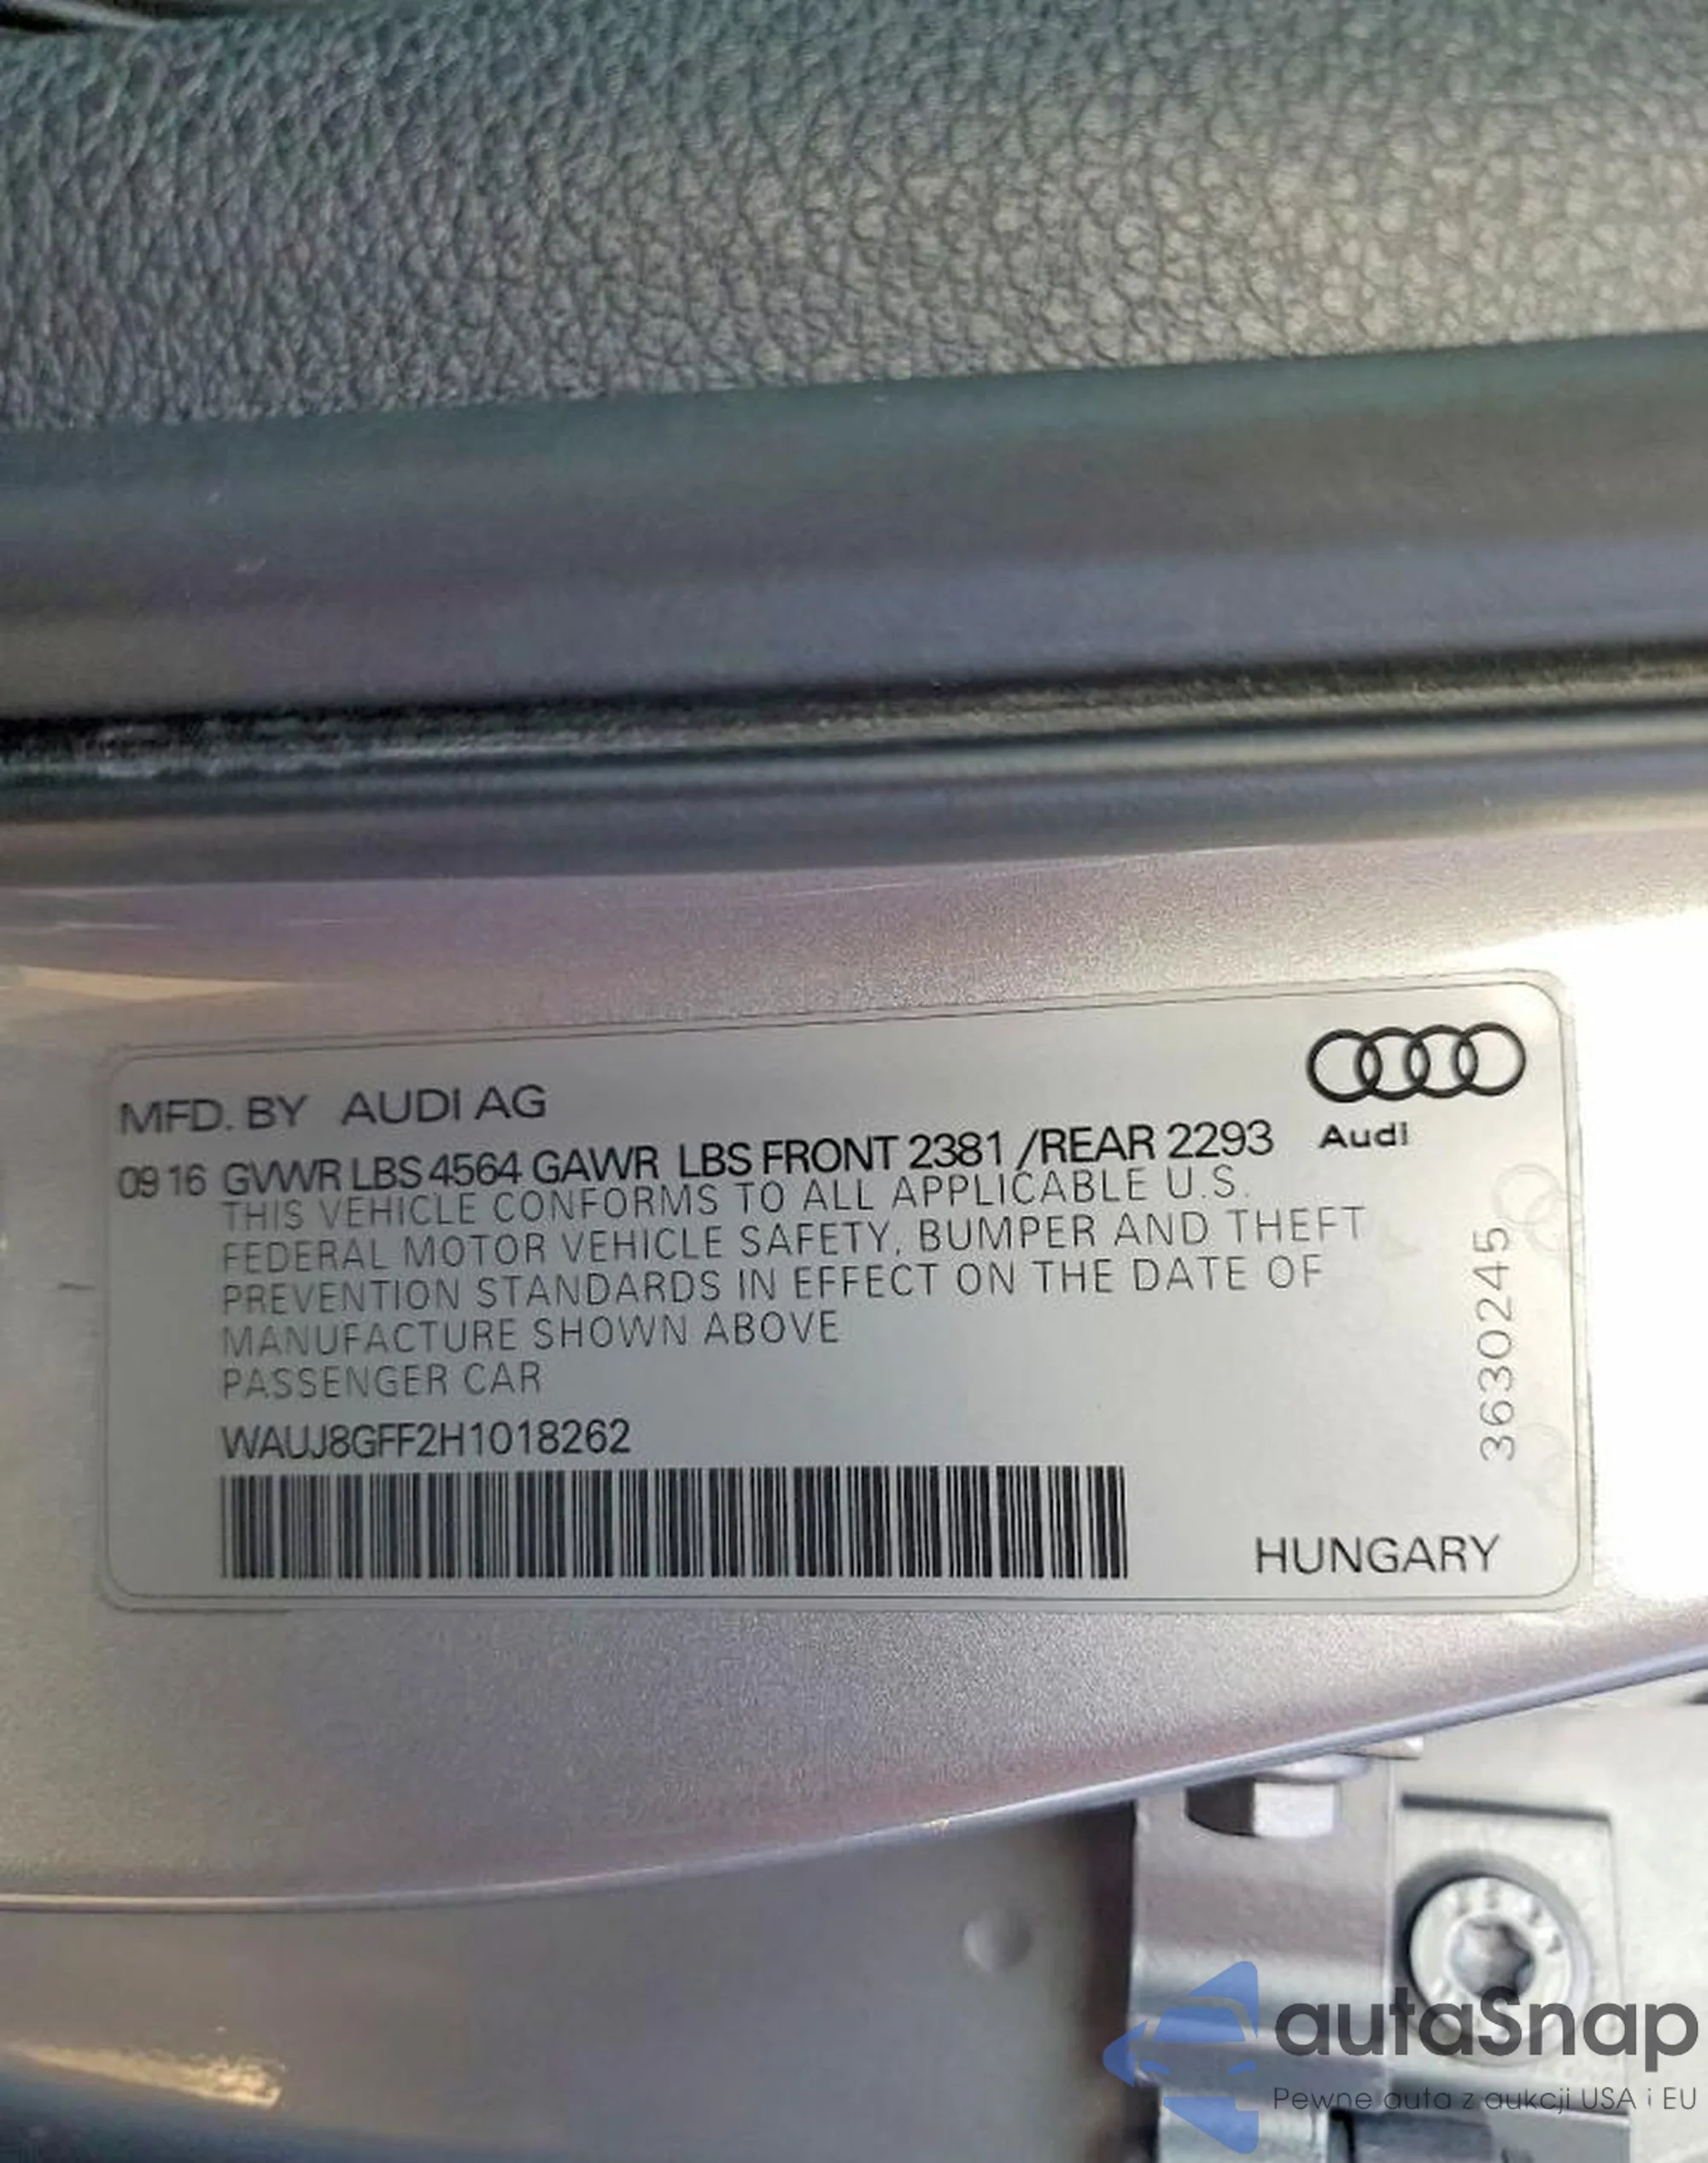 MFD. BY AUDI AG
Audi
09 16 GVWR LBS 4564 GAWR LBS FRONT 2381 /REAR 2293
THIS VEHICLE CONFORMS TO ALL APPLICABLE U.S.
FEDERAL MOTOR VEHICLE SAFETY, BUMPER AND THEFT
PREVENTION STANDARDS IN EFFECT ON THE DATE OF
MANUFACTURE SHOWN ABOVE
PASSENGER CAR
WAUJ8GFF2H1018262
3630245
HUNGARY
autaSnap
Pewne auta z aukcji USA i EU